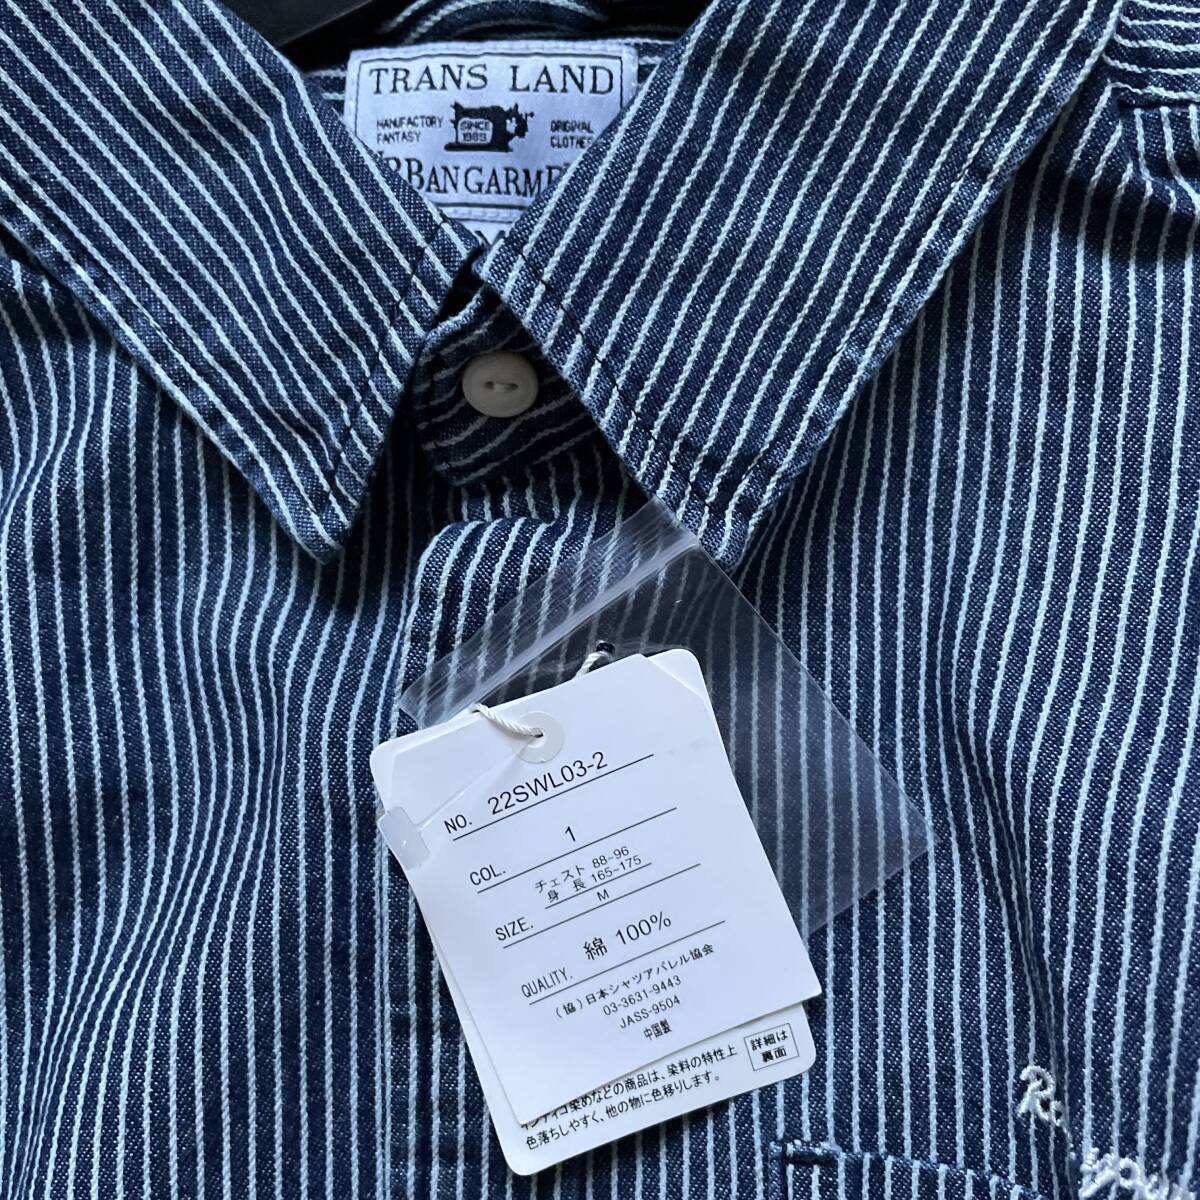 TRANS LAND
MANUFACTORY
FANTASY
SINCE
1989
ORIGINAL
CLOTHES
URBAN GARME
NO. 22SWL03-2
COL. 1
チェスト 88-96
身 長 165-175
SIZE. M
QUALITY. 綿 100%
(協)日本シャツアパレル協会
03-3631-9443
JASS-9504
中国製
インディゴ染めなどの商品は、染料の特性上
色落ちしやすく、他の物に色移りします。
詳細は
裏面